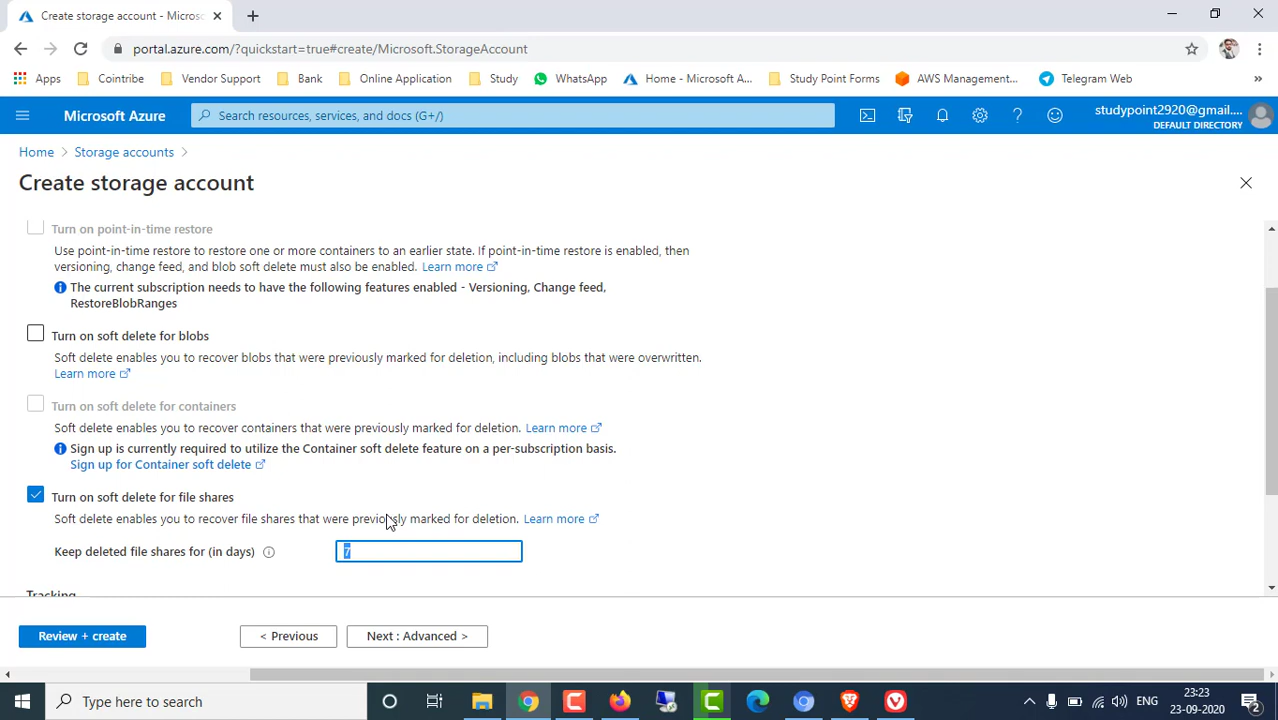 Create storage account - Micros
portal.azure.com/?quickstart=true#create/Microsoft.StorageAccount
Apps Cointribe Vendor Support Bank Online Application Study WhatsApp Home - Microsoft A... Study Point Forms AWS Management... Telegram Web »
Microsoft Azure Search resources, services, and docs (G+/) studypoint2920@gmail....
DEFAULT DIRECTORY
Home > Storage accounts >
Create storage account
Turn on point-in-time restore
Use point-in-time restore to restore one or more containers to an earlier state. If point-in-time restore is enabled, then
versioning, change feed, and blob soft delete must also be enabled. Learn more
The current subscription needs to have the following features enabled - Versioning, Change feed,
RestoreBlobRanges
Turn on soft delete for blobs
Soft delete enables you to recover blobs that were previously marked for deletion, including blobs that were overwritten.
Learn more
Turn on soft delete for containers
Soft delete enables you to recover containers that were previously marked for deletion. Learn more
Sign up is currently required to utilize the Container soft delete feature on a per-subscription basis.
Sign up for Container soft delete
Turn on soft delete for file shares
Soft delete enables you to recover file shares that were previously marked for deletion. Learn more
Keep deleted file shares for (in days) 7
Tracking
Review + create < Previous Next : Advanced >
Type here to search ENG 23:23
23-09-2020 2